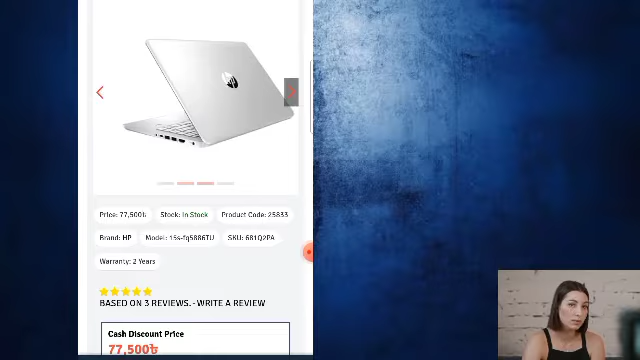 Price: 77,500৳ Stock: In Stock Product Code: 25833
Brand: HP Model: 15s-fq5886TU SKU: 681Q2PA
Warranty: 2 Years
BASED ON 3 REVIEWS. - WRITE A REVIEW
Cash Discount Price
77,500৳